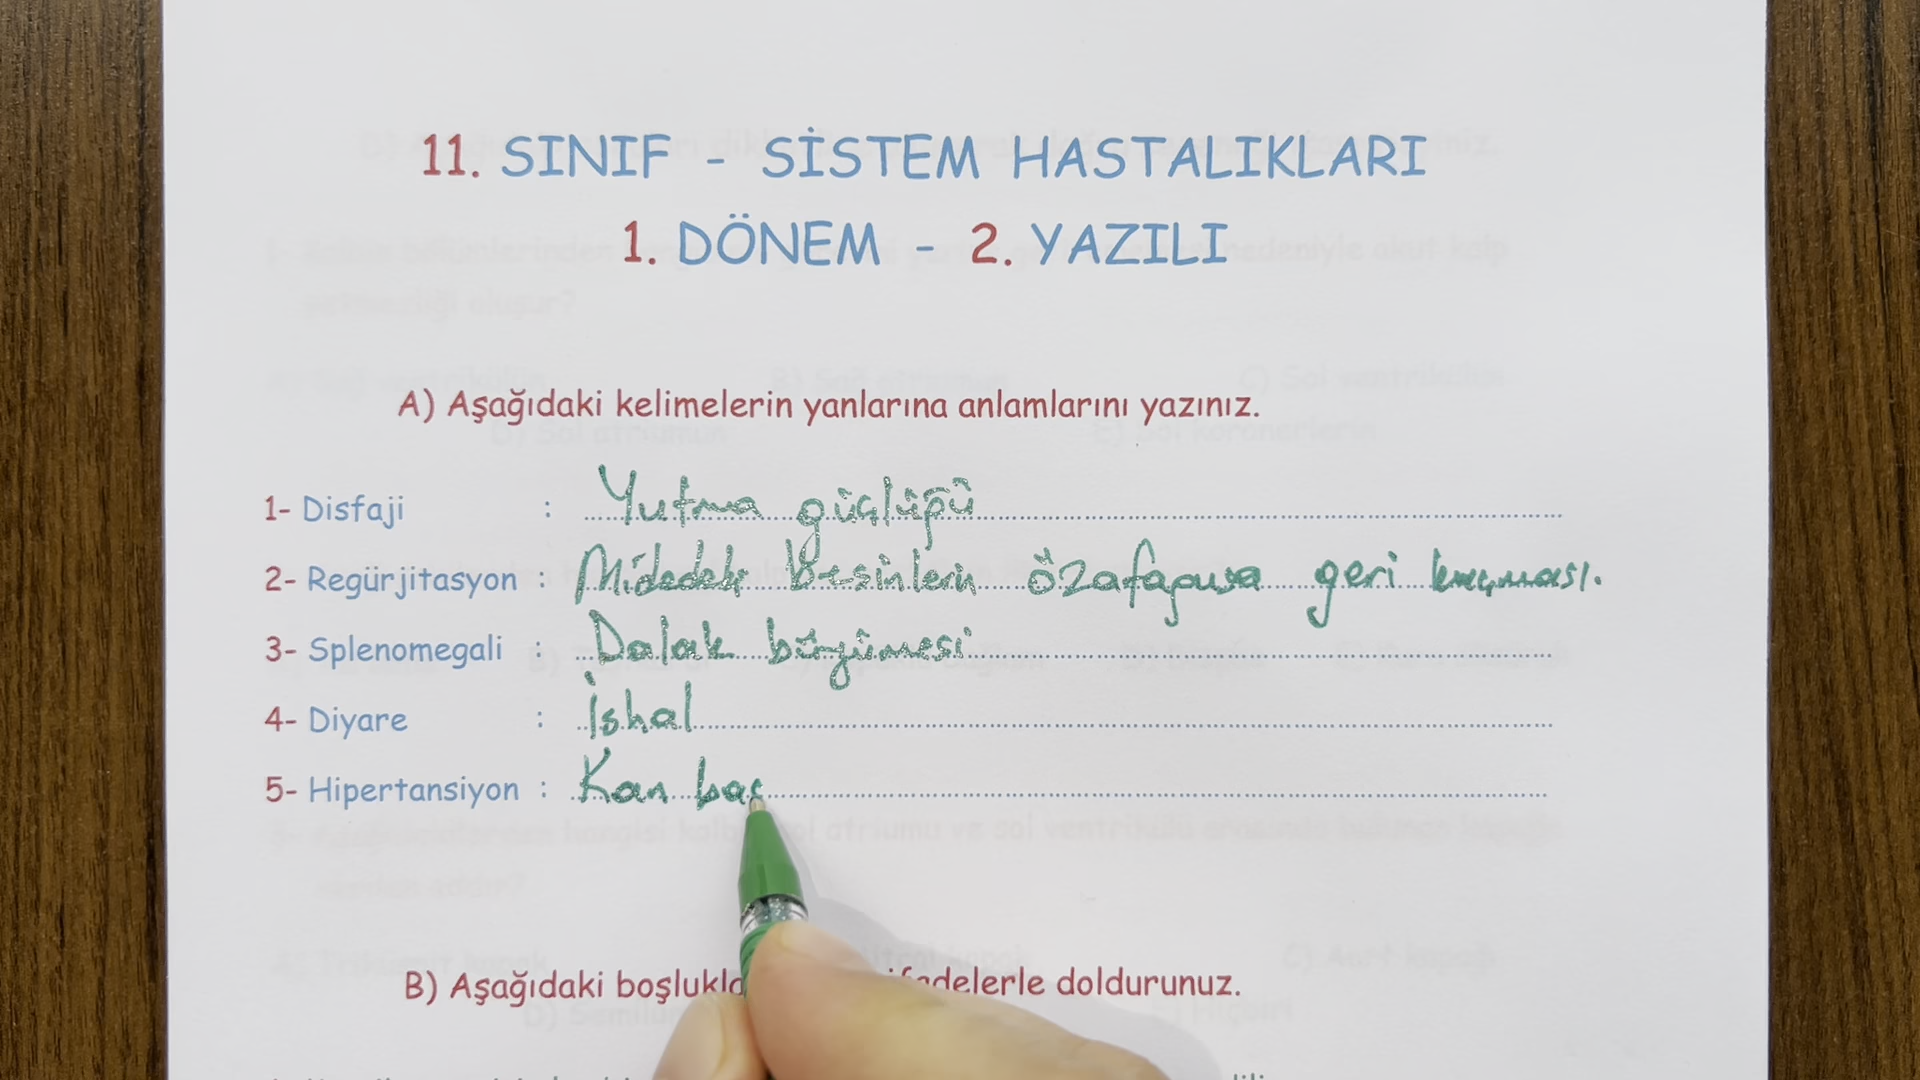 11. SINIF - SİSTEM HASTALIKLARI
1. DÖNEM - 2. YAZILI
A) Aşağıdaki kelimelerin yanlarına anlamlarını yazınız.
1- Disfaji : Yutma güçlüğü
2- Regürjitasyon : Midedeki besinlerin özafagusa geri kaçması.
3- Splenomegali : Dalak büyümesi
4- Diyare : İshal
5- Hipertansiyon : Kan bas
B) Aşağıdaki ifadelerle doldurunuz.